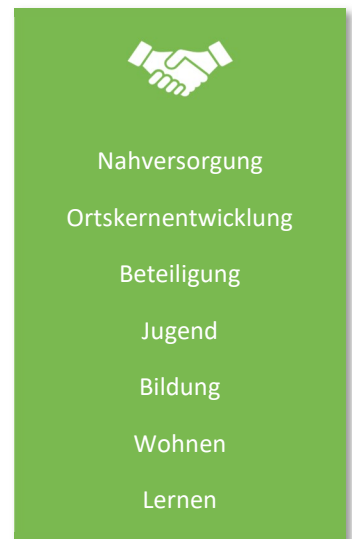 Nahversorgung
Ortskernentwicklung
Beteiligung
Jugend
Bildung
Wohnen
Lernen